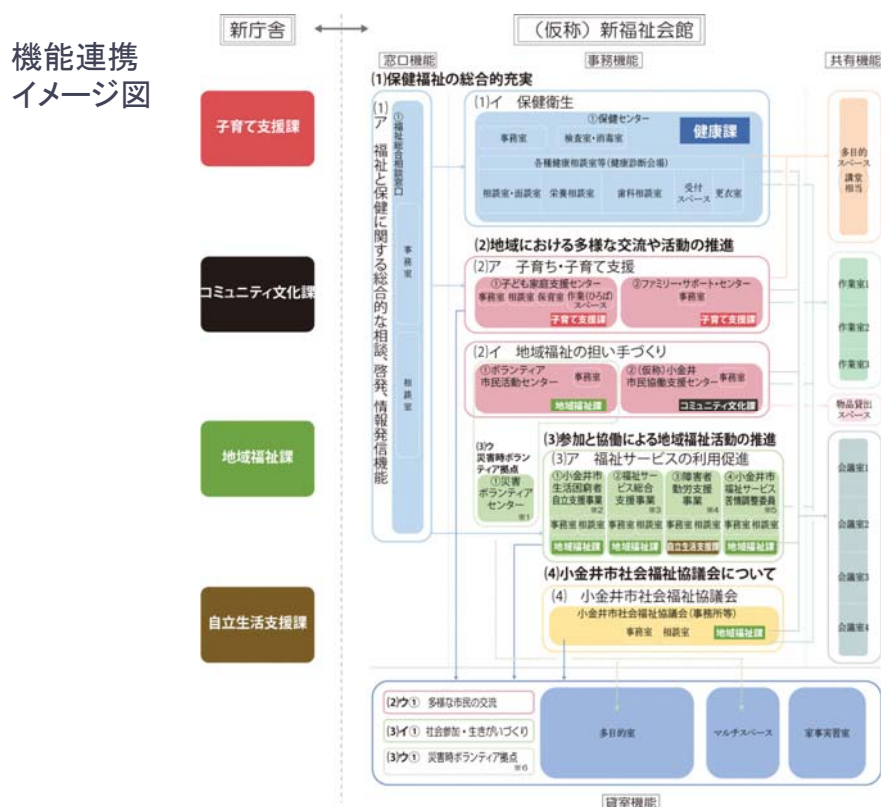 機能連携
イメージ図
新庁舎
(仮称)新福祉会館
窓口機能
事務機能
共有機能
子育て支援課
コミュニティ文化課
地域福祉課
自立生活支援課
(1)保健福祉の総合的充実
(1)ア 福祉と保健に関する総合的な相談、啓発、情報発信機能
①福祉総合相談窓口
事務室
相談室
(1)イ 保健衛生
①保健センター
健康課
事務室
検査室・消毒室
各種健康相談室等(健康診断会場)
相談室・面談室
栄養相談室
歯科相談室
受付
スペース
更衣室
(2)地域における多様な交流や活動の推進
(2)ア 子育ち・子育て支援
①子ども家庭支援センター
事務室 相談室 保育室 作業(ひろば)
スペース
子育て支援課
②ファミリー・サポート・センター
事務室
子育て支援課
(2)イ 地域福祉の担い手づくり
①ボランティア
市民活動センター
事務室
地域福祉課
②(仮称)小金井
市民協働支援センター
事務室
コミュニティ文化課
(3)ウ
災害時ボラン
ティア拠点
①災害
ボランティア
センター
※1
(3)参加と協働による地域福祉活動の推進
(3)ア 福祉サービスの利用促進
①小金井市
生活困窮者
自立支援事業
※2
事務室 相談室
地域福祉課
②福祉サー
ビス総合
支援事業
※3
事務室 相談室
地域福祉課
③障害者
勤労支援
事業
※4
事務室 相談室
自立生活支援課
④小金井市
福祉サービス
苦情調整委員
※5
事務室 相談室
地域福祉課
(4)小金井市社会福祉協議会について
(4) 小金井市社会福祉協議会
小金井市社会福祉協議会(事務所等)
事務室 相談室
地域福祉課
多目的
スペース
講堂
相当
作業室1
作業室2
作業室3
物品貸出
スペース
会議室1
会議室2
会議室3
会議室4
(2)ウ① 多様な市民の交流
(3)イ① 社会参加・生きがいづくり
(3)ウ① 災害時ボランティア拠点
※6
多目的室
マルチスペース
家事実習室
貸室機能